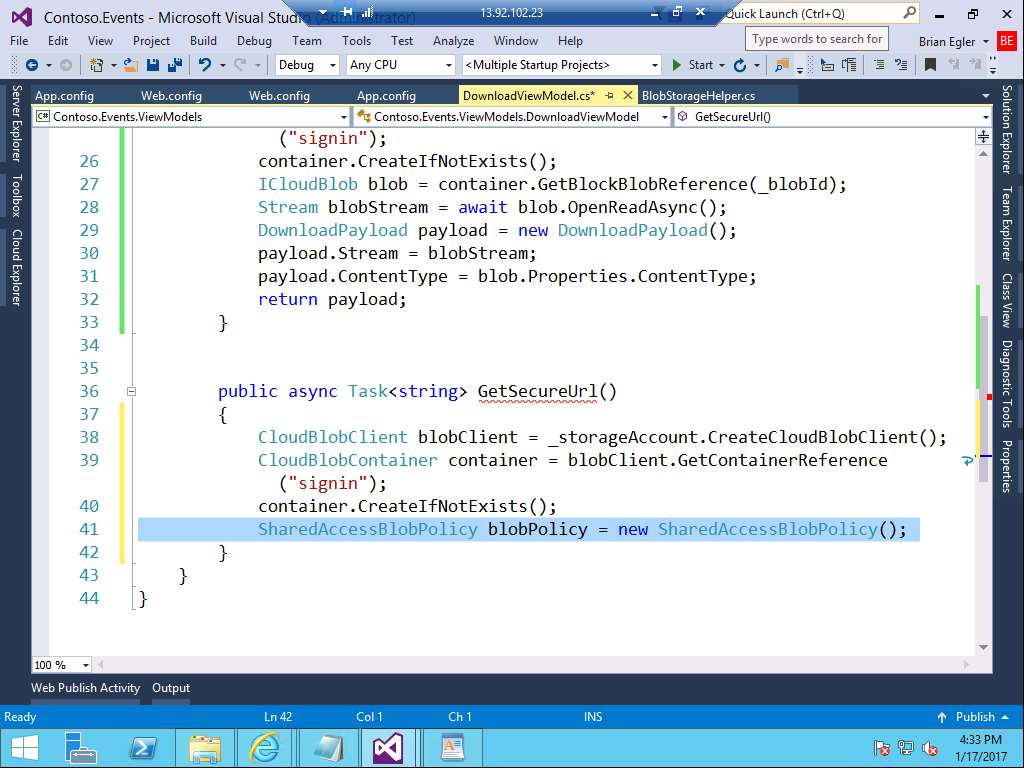 Contoso.Events - Microsoft Visual Studio (Administrator)
13.92.102.23
Quick Launch (Ctrl+Q)
File Edit View Project Build Debug Team Tools Test Analyze Window Help
Type words to search for
Brian Egler
BE
Debug Any CPU <Multiple Startup Projects> Start
App.config Web.config Web.config App.config DownloadViewModel.cs* BlobStorageHelper.cs
C# Contoso.Events.ViewModels Contoso.Events.ViewModels.DownloadViewModel GetSecureUrl()
Server Explorer
Toolbox
Cloud Explorer
("signin");
26 container.CreateIfNotExists();
27 ICloudBlob blob = container.GetBlockBlobReference(_blobId);
28 Stream blobStream = await blob.OpenReadAsync();
29 DownloadPayload payload = new DownloadPayload();
30 payload.Stream = blobStream;
31 payload.ContentType = blob.Properties.ContentType;
32 return payload;
33 }
34
35
36 public async Task<string> GetSecureUrl()
37 {
38 CloudBlobClient blobClient = _storageAccount.CreateCloudBlobClient();
39 CloudBlobContainer container = blobClient.GetContainerReference
("signin");
40 container.CreateIfNotExists();
41 SharedAccessBlobPolicy blobPolicy = new SharedAccessBlobPolicy();
42 }
43 }
44 }
Solution Explorer
Team Explorer
Class View
Diagnostic Tools
Properties
100 %
Web Publish Activity Output
Ready Ln 42 Col 1 Ch 1 INS Publish
4:33 PM
1/17/2017